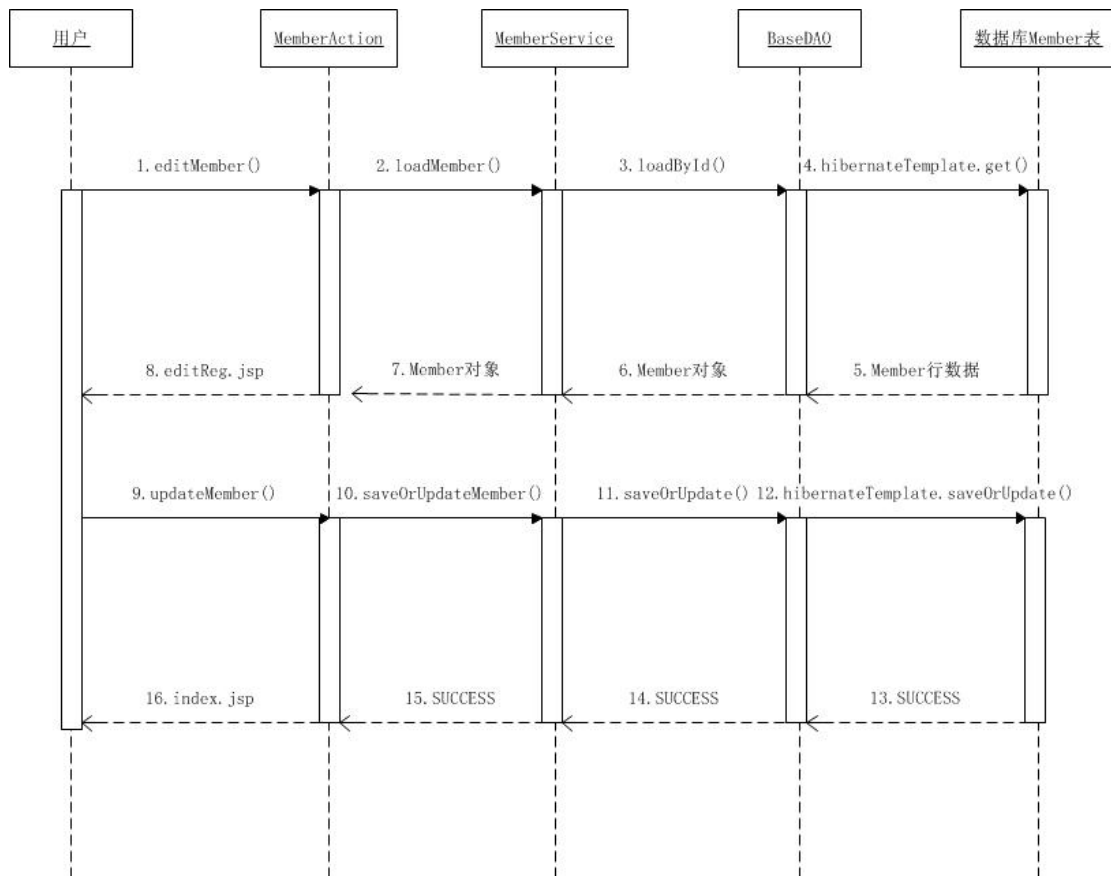 用户
MemberAction
MemberService
BaseDAO
数据库Member表
1.editMember()
2.loadMember()
3.loadById()
4.hibernateTemplate.get()
8.editReg.jsp
7.Member对象
6.Member对象
5.Member行数据
9.updateMember()
10.saveOrUpdateMember()
11.saveOrUpdate()
12.hibernateTemplate.saveOrUpdate()
16.index.jsp
15.SUCCESS
14.SUCCESS
13.SUCCESS